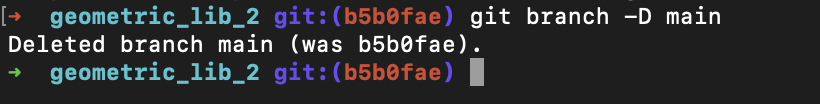 [➜ geometric_lib_2 git:(b5b0fae) git branch -D main
Deleted branch main (was b5b0fae).
➜ geometric_lib_2 git:(b5b0fae)